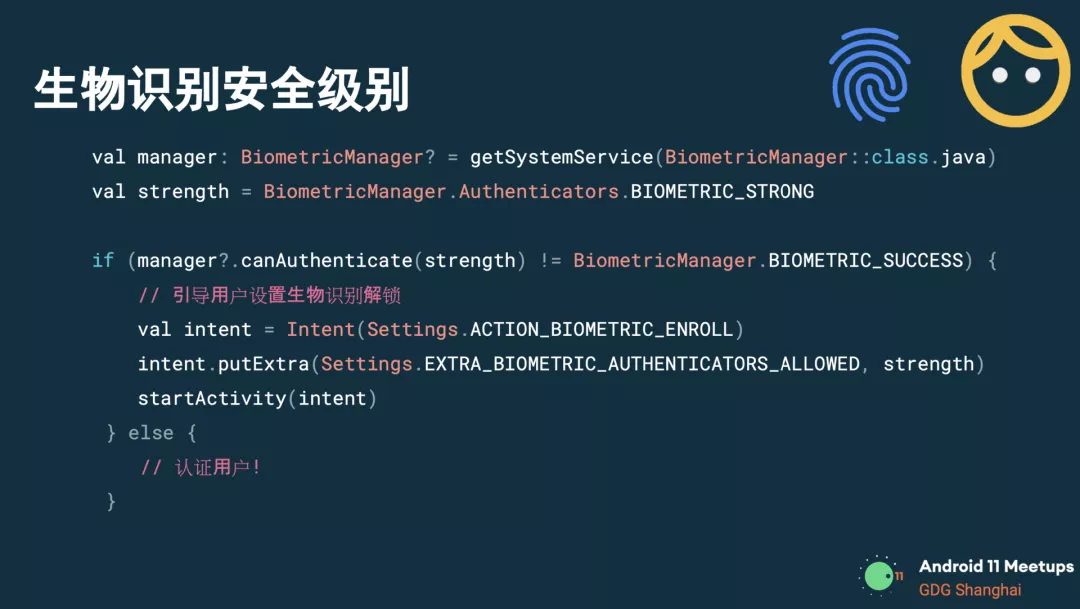 生物识别安全级别
val manager: BiometricManager? = getSystemService(BiometricManager::class.java)
val strength = BiometricManager.Authenticators.BIOMETRIC_STRONG
if (manager?.canAuthenticate(strength) != BiometricManager.BIOMETRIC_SUCCESS) {
// 引导用户设置生物识别解锁
val intent = Intent(Settings.ACTION_BIOMETRIC_ENROLL)
intent.putExtra(Settings.EXTRA_BIOMETRIC_AUTHENTICATORS_ALLOWED, strength)
startActivity(intent)
} else {
// 认证用户!
}
11
Android 11 Meetups
GDG Shanghai